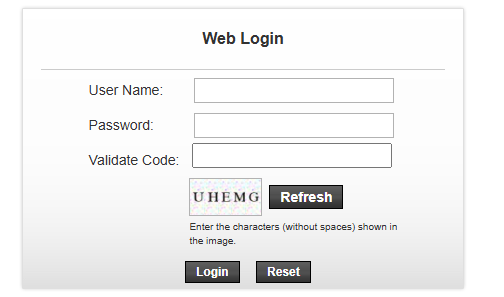 Web Login
User Name:
Password:
Validate Code:
UHEMG
Refresh
Enter the characters (without spaces) shown in
the image.
Login
Reset